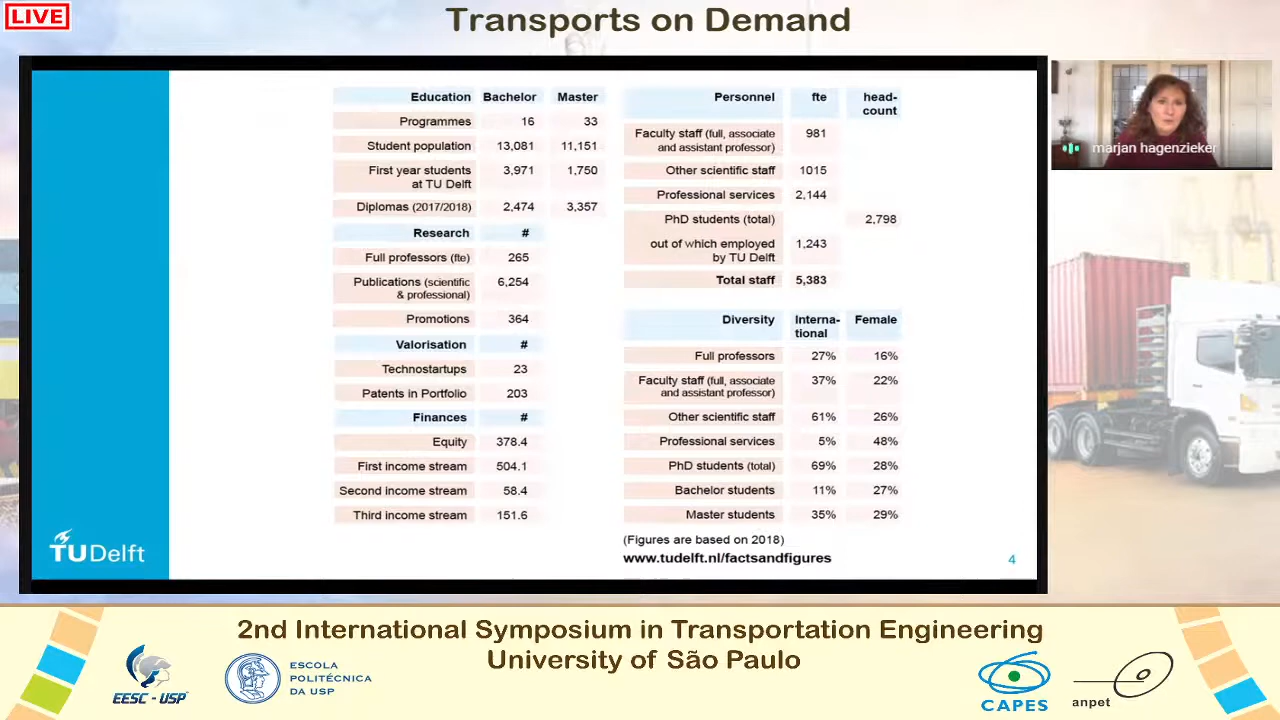 LIVE
Transports on Demand
Education Bachelor Master
Programmes 16 33
Student population 13,081 11,151
First year students 3,971 1,750
at TU Delft
Diplomas (2017/2018) 2,474 3,357
Research #
Full professors (fte) 265
Publications (scientific 6,254
& professional)
Promotions 364
Valorisation #
Technostartups 23
Patents in Portfolio 203
Finances #
Equity 378.4
First income stream 504.1
Second income stream 58.4
Third income stream 151.6
Personnel fte head-
count
Faculty staff (full, associate 981
and assistant professor)
Other scientific staff 1015
Professional services 2,144
PhD students (total) 2,798
out of which employed 1,243
by TU Delft
Total staff 5,383
Diversity Interna- Female
tional
Full professors 27% 16%
Faculty staff (full, associate 37% 22%
and assistant professor)
Other scientific staff 61% 26%
Professional services 5% 48%
PhD students (total) 69% 28%
Bachelor students 11% 27%
Master students 35% 29%
(Figures are based on 2018)
www.tudelft.nl/factsandfigures
4
TU Delft
marjan hagenzieker
2nd International Symposium in Transportation Engineering
University of São Paulo
EESC - USP
ESCOLA
POLITÉCNICA
DA USP
CAPES
anpet